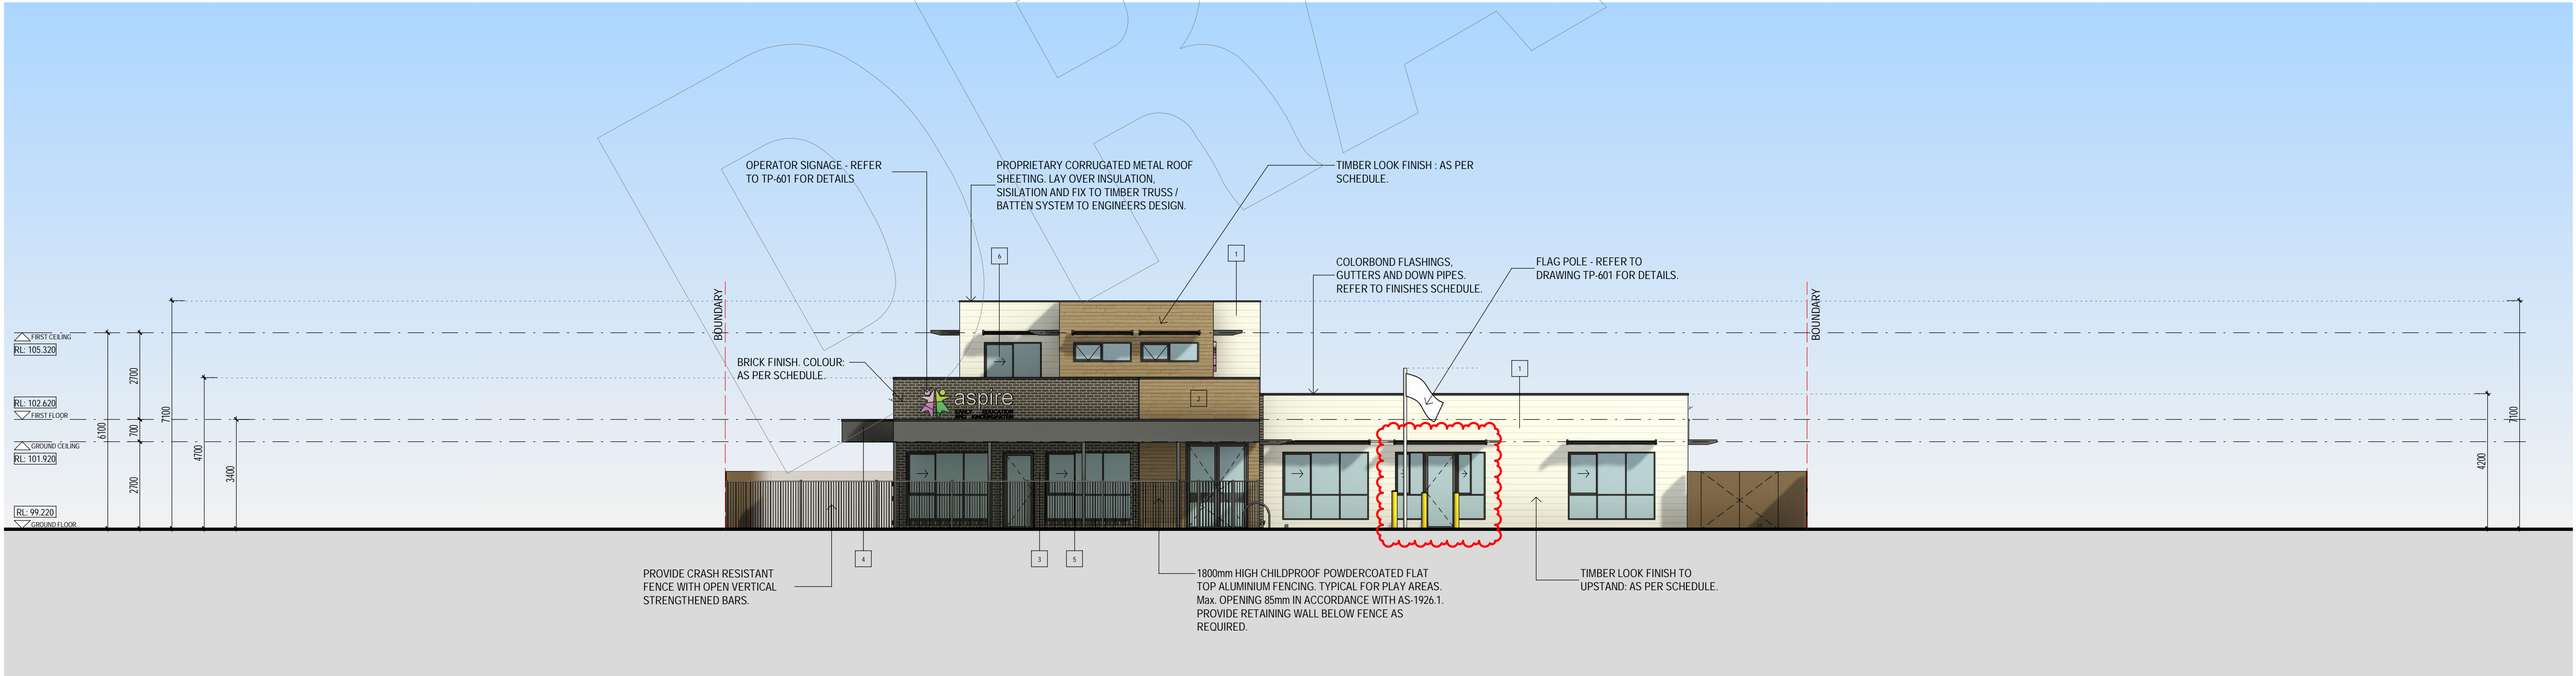 DRA
OPERATOR SIGNAGE - REFER
TO TP-601 FOR DETAILS
PROPRIETARY CORRUGATED METAL ROOF
SHEETING. LAY OVER INSULATION,
SISILATION AND FIX TO TIMBER TRUSS /
BATTEN SYSTEM TO ENGINEERS DESIGN.
TIMBER LOOK FINISH : AS PER
SCHEDULE.
6
1
COLORBOND FLASHINGS,
GUTTERS AND DOWN PIPES.
REFER TO FINISHES SCHEDULE.
FLAG POLE - REFER TO
DRAWING TP-601 FOR DETAILS.
BOUNDARY
BOUNDARY
FIRST CEILING
RL: 105.320
BRICK FINISH. COLOUR:
AS PER SCHEDULE.
1
2
aspire
EARLY EDUCATION
AND KINDERGARTEN
RL: 102.620
FIRST FLOOR
GROUND CEILING
RL: 101.920
RL: 99.220
GROUND FLOOR
6100
2700
700
2700
7100
4700
3400
4200
7100
4
3
5
PROVIDE CRASH RESISTANT
FENCE WITH OPEN VERTICAL
STRENGTHENED BARS.
1800mm HIGH CHILDPROOF POWDERCOATED FLAT
TOP ALUMINIUM FENCING. TYPICAL FOR PLAY AREAS.
Max. OPENING 85mm IN ACCORDANCE WITH AS-1926.1.
PROVIDE RETAINING WALL BELOW FENCE AS
REQUIRED.
TIMBER LOOK FINISH TO
UPSTAND: AS PER SCHEDULE.